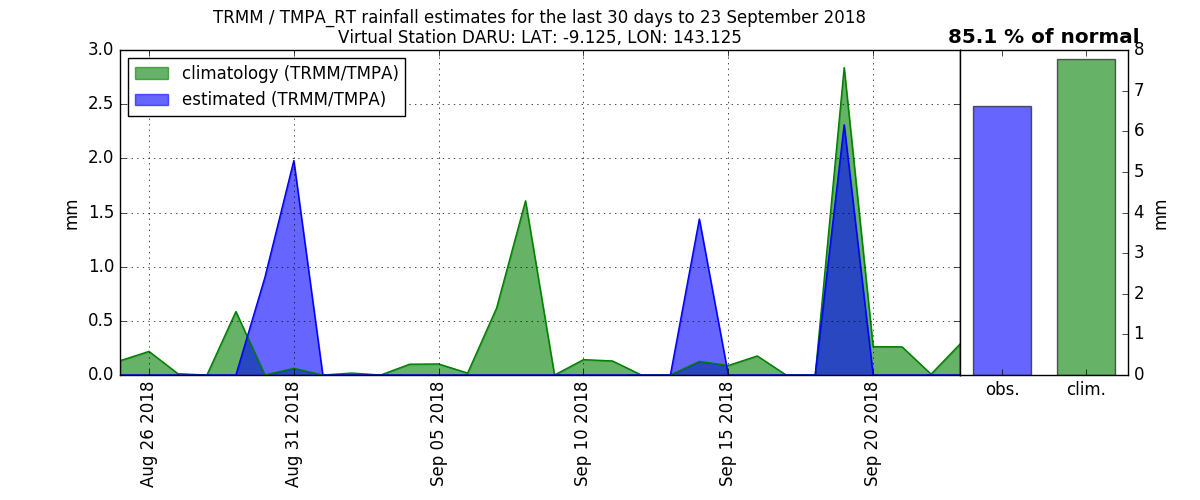 TRMM / TMPA_RT rainfall estimates for the last 30 days to 23 September 2018
Virtual Station DARU: LAT: -9.125, LON: 143.125
85.1 % of normal
climatology (TRMM/TMPA)
estimated (TRMM/TMPA)
3.0
2.5
2.0
1.5
1.0
0.5
0.0
mm
Aug 26 2018
Aug 31 2018
Sep 05 2018
Sep 10 2018
Sep 15 2018
Sep 20 2018
8
7
6
5
4
3
2
1
0
mm
obs.
clim.